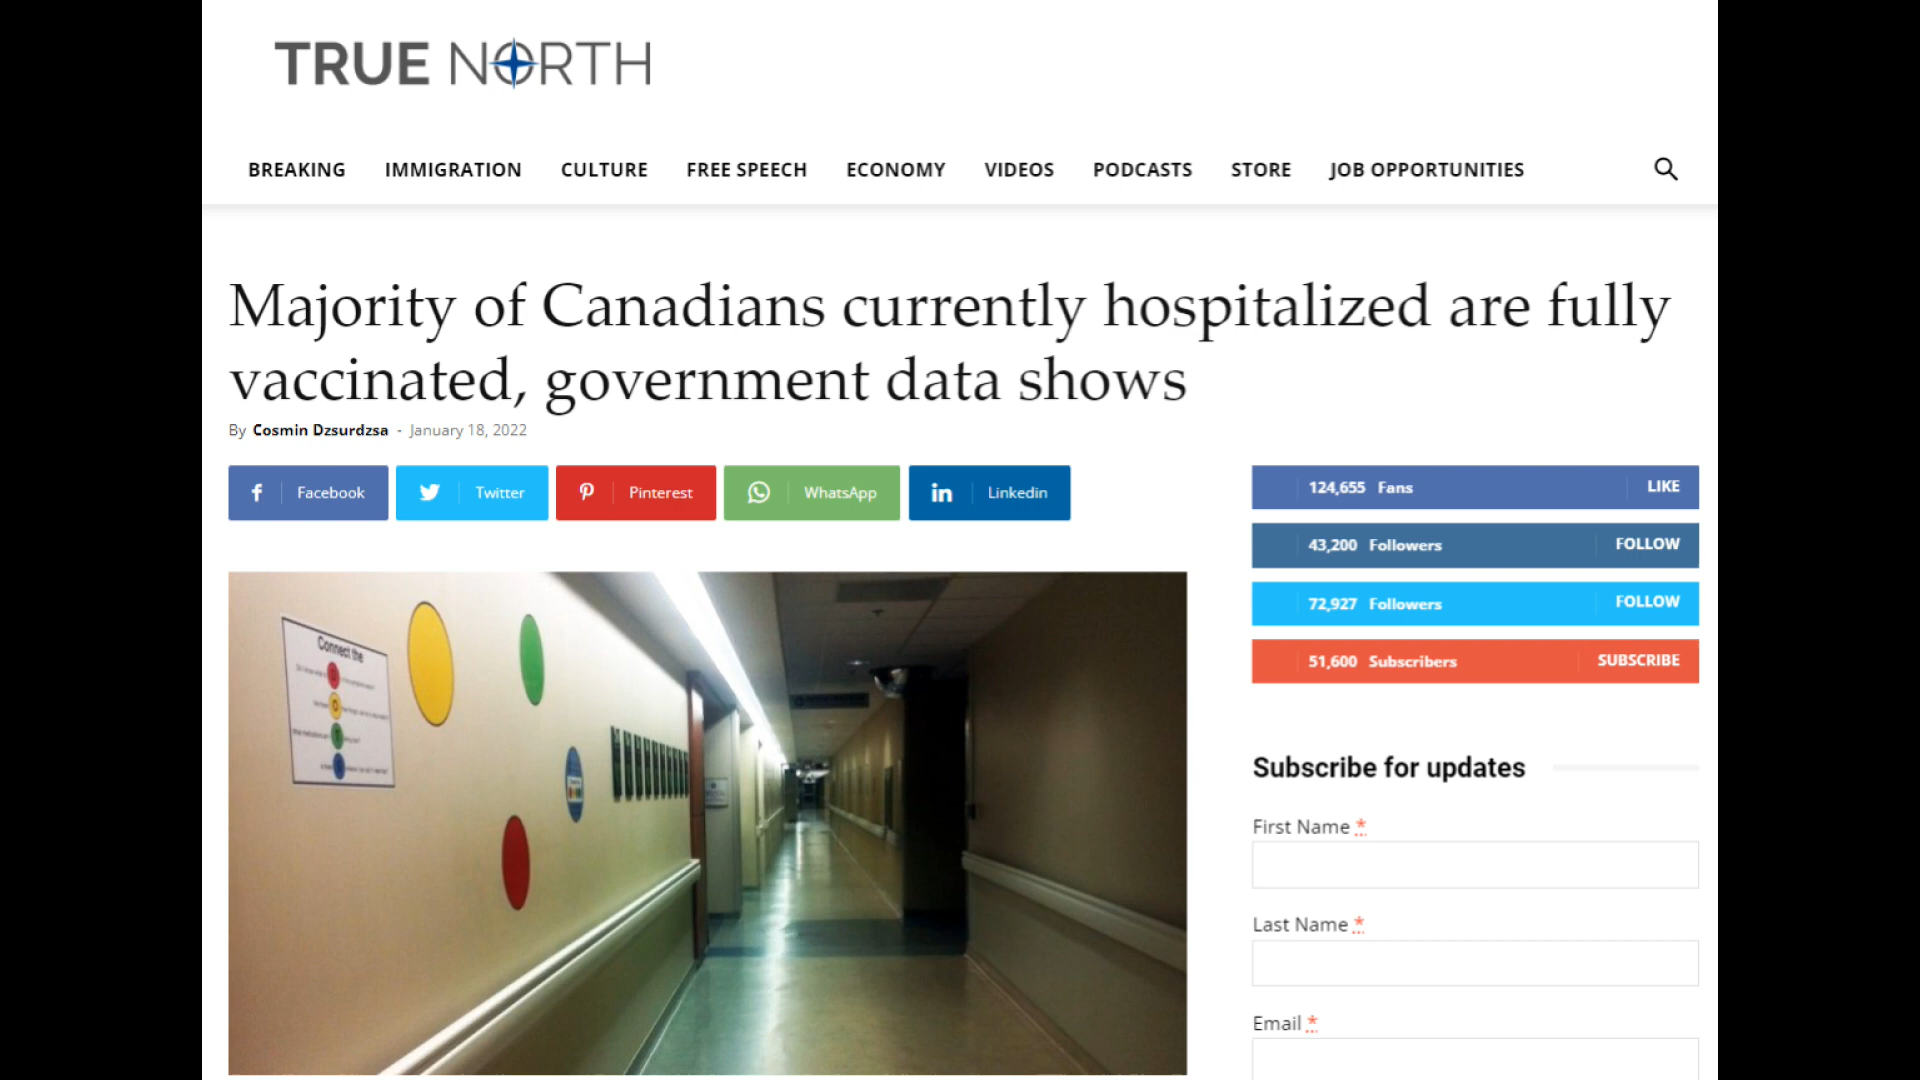 TRUE NORTH
BREAKING IMMIGRATION CULTURE FREE SPEECH ECONOMY VIDEOS PODCASTS STORE JOB OPPORTUNITIES
Majority of Canadians currently hospitalized are fully
vaccinated, government data shows
By Cosmin Dzsurdzsa - January 18, 2022
Facebook Twitter Pinterest WhatsApp Linkedin
124,655 Fans LIKE
43,200 Followers FOLLOW
72,927 Followers FOLLOW
51,600 Subscribers SUBSCRIBE
Connect the
Subscribe for updates
First Name *
Last Name *
Email *